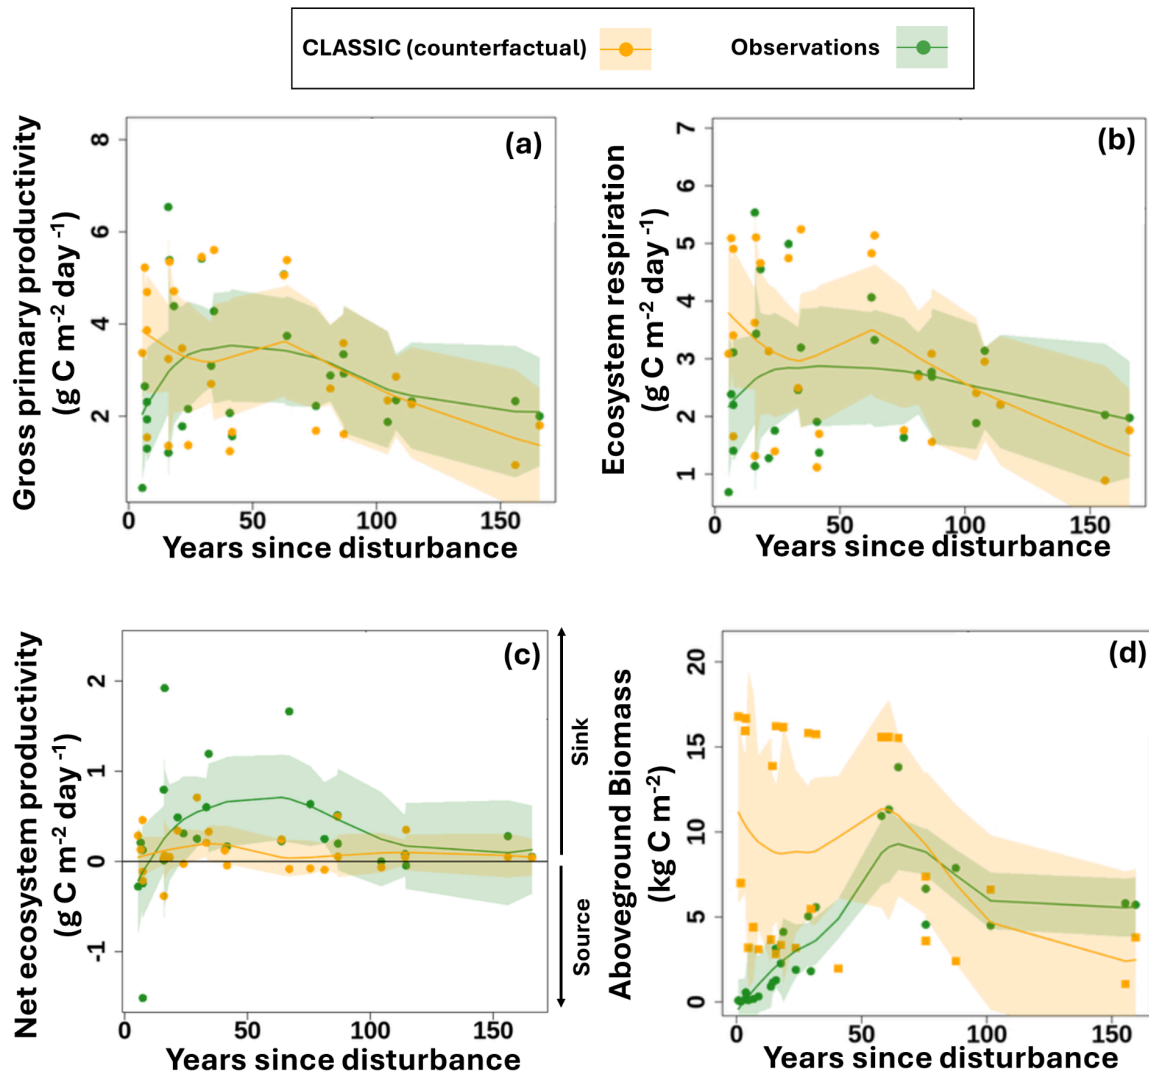 CLASSIC (counterfactual) Observations
Gross primary productivity
(g C m⁻² day⁻¹)
(a)
8
6
4
2
0 50 100 150
Years since disturbance
Ecosystem respiration
(g C m⁻² day⁻¹)
(b)
7
6
5
4
3
2
1
0 50 100 150
Years since disturbance
Net ecosystem productivity
(g C m⁻² day⁻¹)
(c)
2
1
0
-1
0 50 100 150
Years since disturbance
Sink
Source
Aboveground Biomass
(kg C m⁻²)
(d)
20
15
10
5
0
0 50 100 150
Years since disturbance